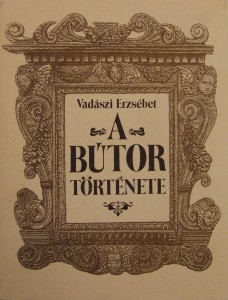 Vadászi Erzsébet
A
BÚTOR
TÖRTÉNETE